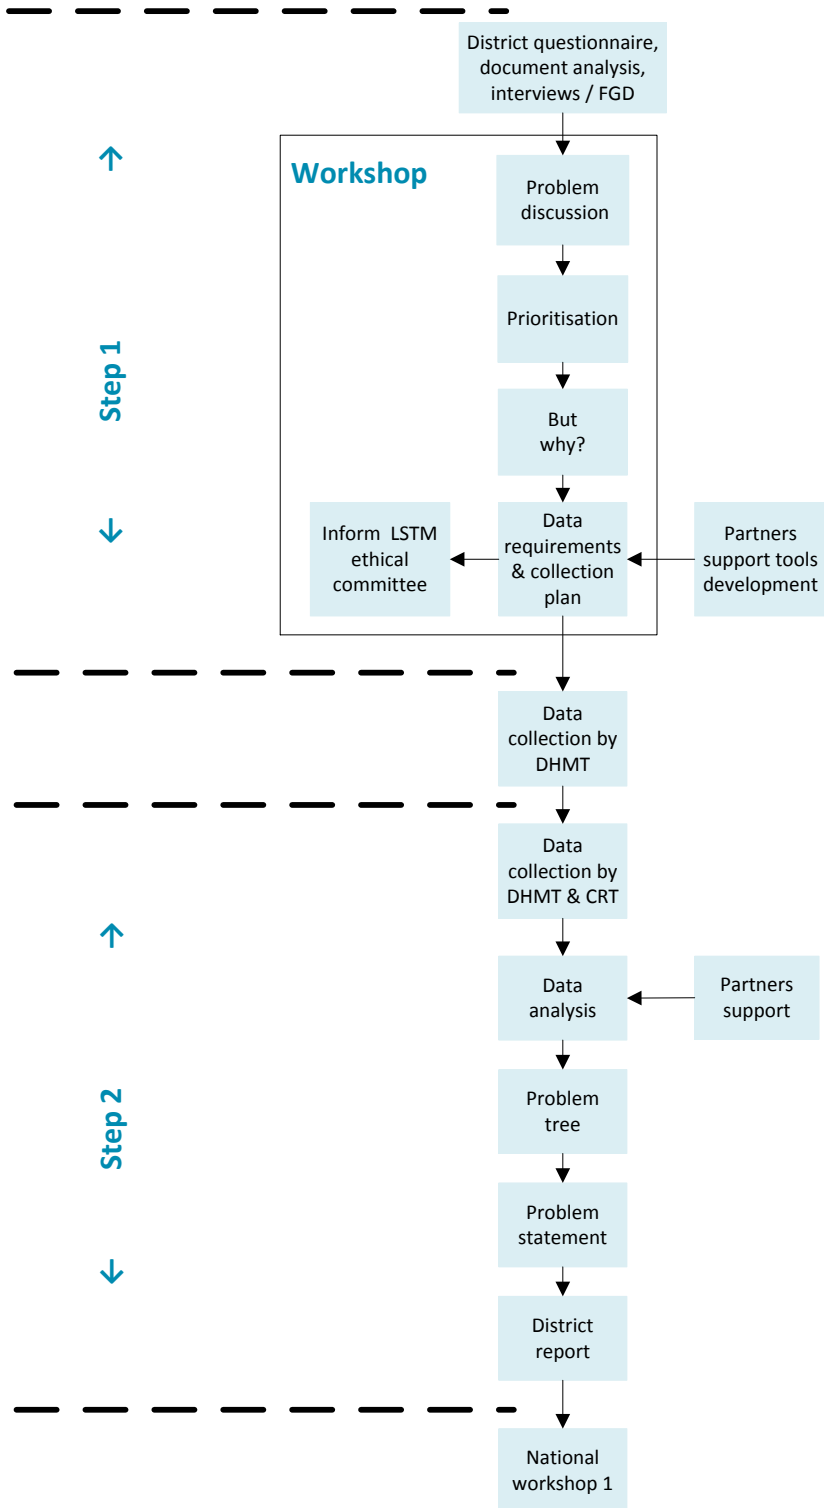 District questionnaire,
document analysis,
interviews / FGD
Workshop
Problem
discussion
Prioritisation
Step 1
But
why?
Inform LSTM
ethical
committee
Data
requirements
& collection
plan
Partners
support tools
development
Data
collection by
DHMT
Data
collection by
DHMT & CRT
Data
analysis
Partners
support
Step 2
Problem
tree
Problem
statement
District
report
National
workshop 1